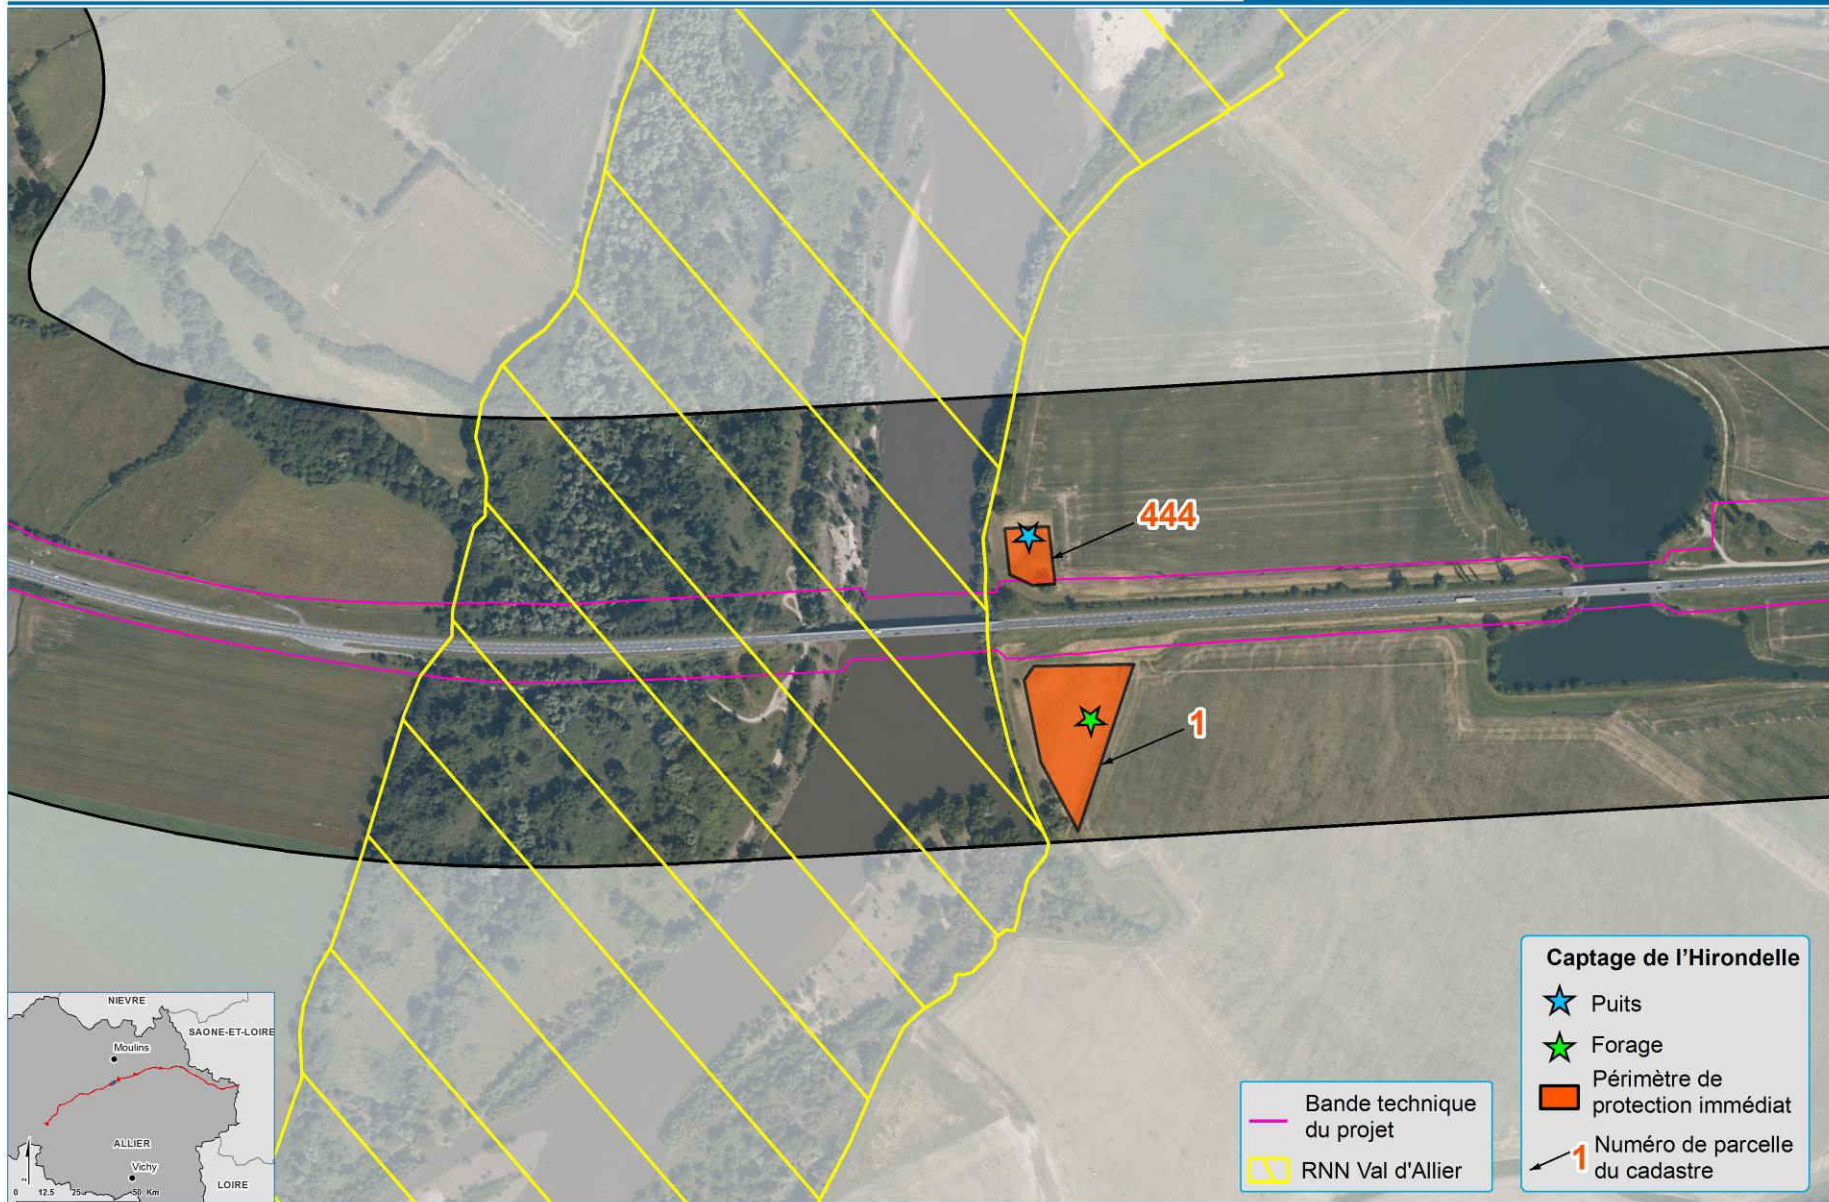 444
1
Captage de l'Hirondelle
Puits
Forage
Périmètre de
protection immédiat
1 Numéro de parcelle
du cadastre
Bande technique
du projet
RNN Val d'Allier
NIEVRE
SAONE-ET-LOIRE
Moulins
ALLIER
Vichy
LOIRE
0 12.5 25 50 Km